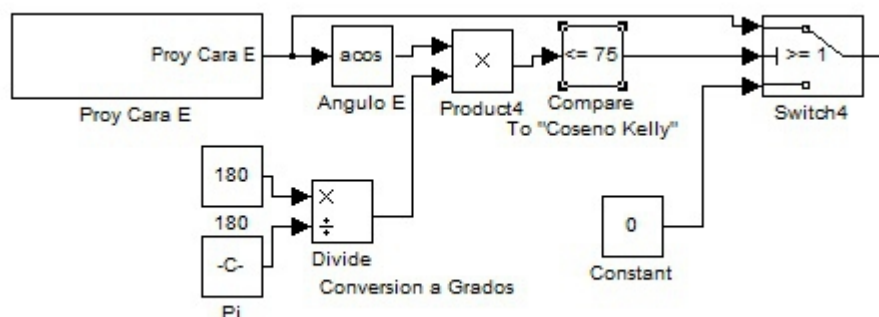 Proy Cara E
Proy Cara E
acos
Angulo E
×
Product4
<= 75
Compare
To "Coseno Kelly"
>= 1
Switch4
180
180
-C-
Pi
×
÷
Divide
Conversion a Grados
0
Constant